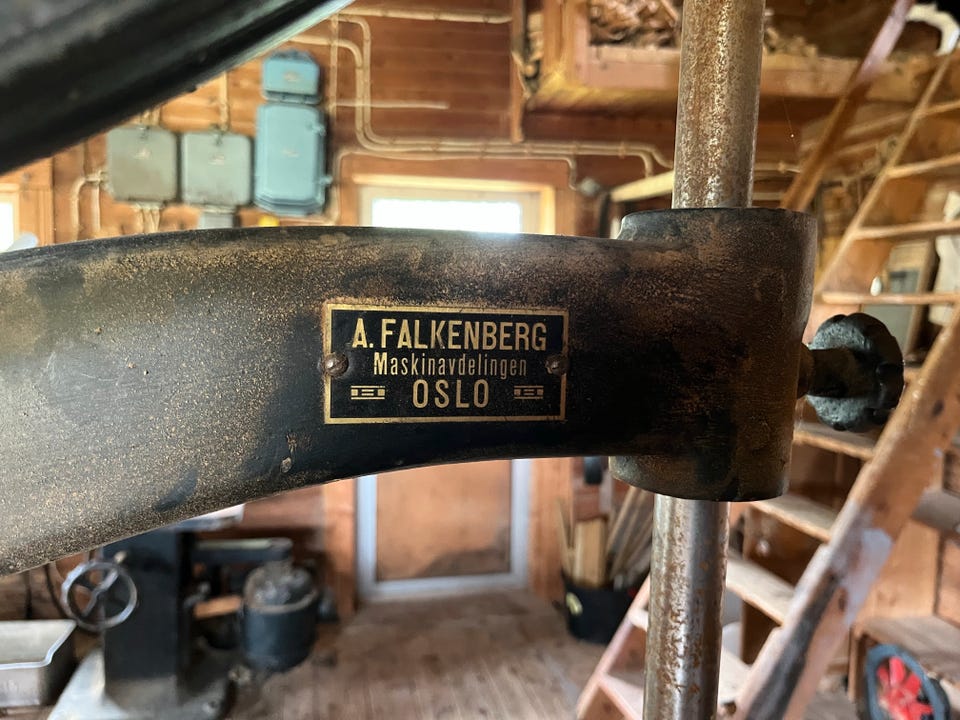 A. FALKENBERG
Maskinavdelingen
OSLO